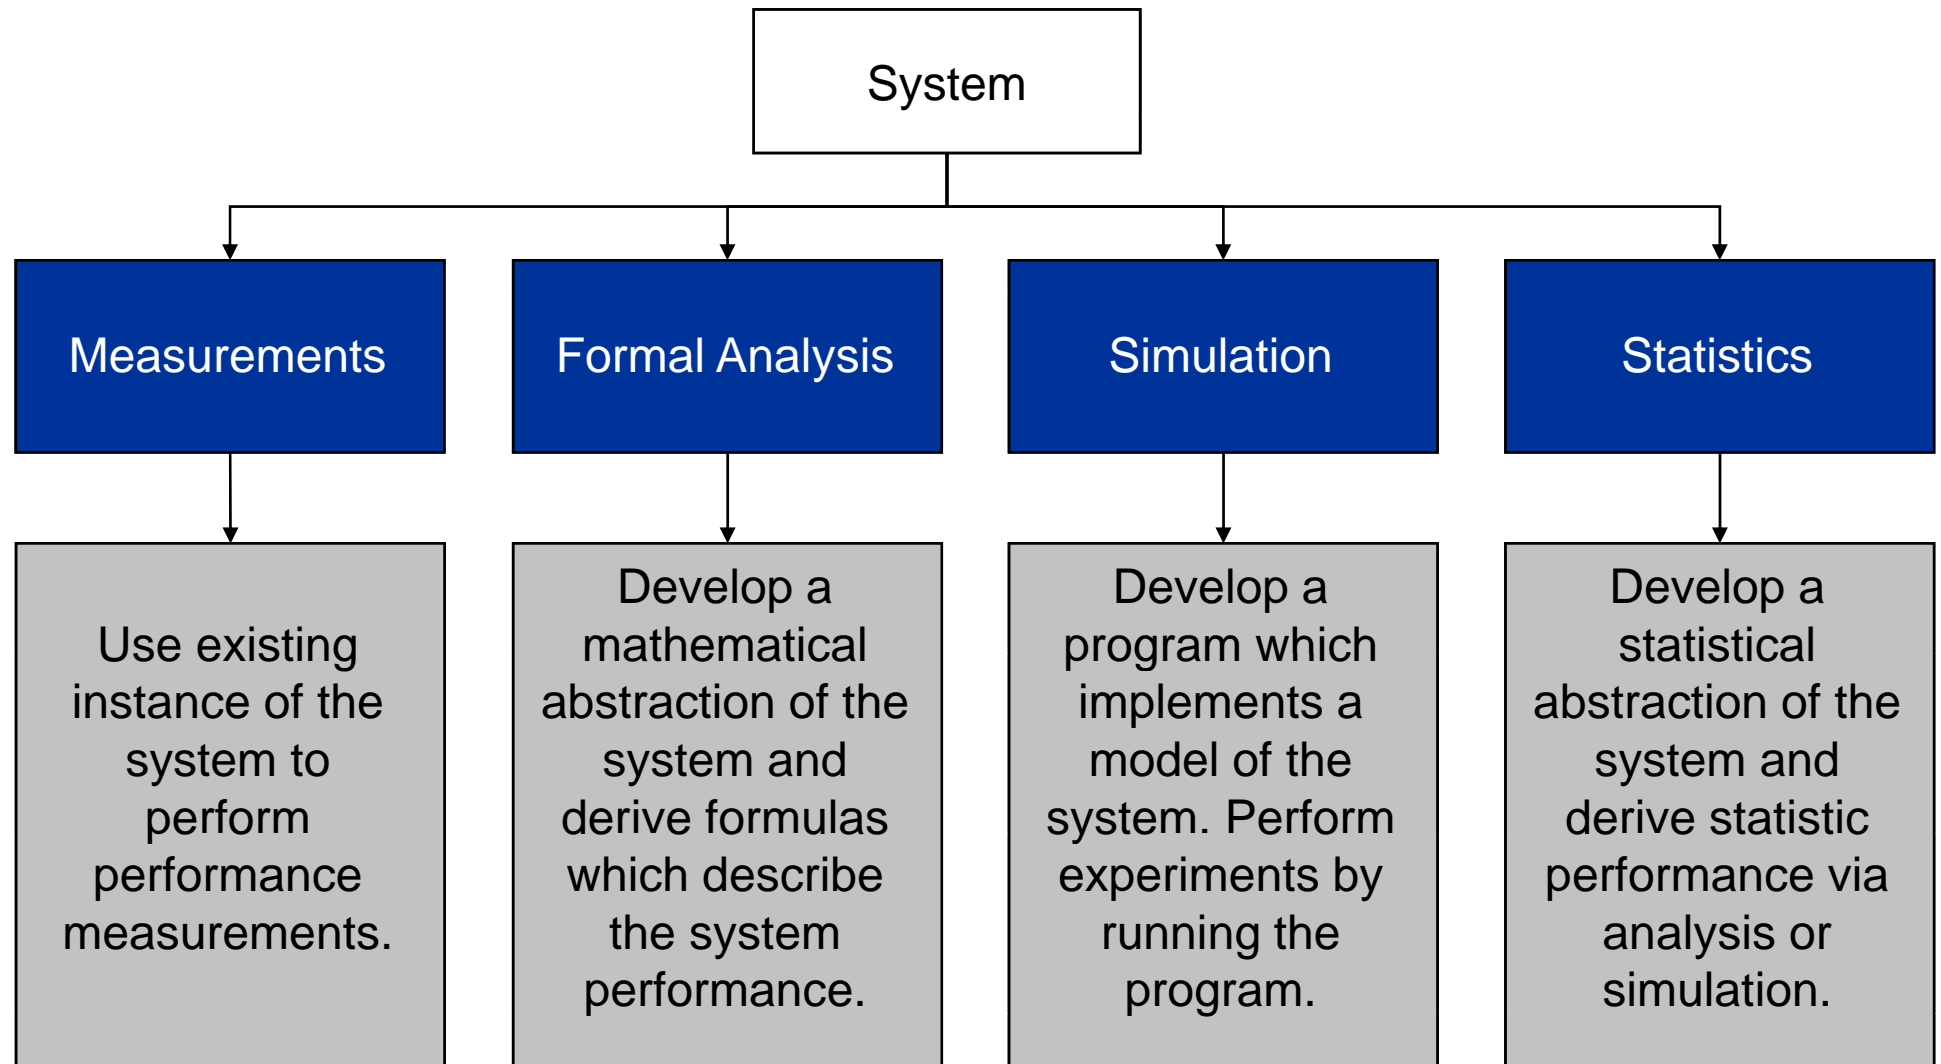 System
Measurements
Formal Analysis
Simulation
Statistics
Use existing
instance of the
system to
perform
performance
measurements.
Develop a
mathematical
abstraction of the
system and
derive formulas
which describe
the system
performance.
Develop a
program which
implements a
model of the
system. Perform
experiments by
running the
program.
Develop a
statistical
abstraction of the
system and
derive statistic
performance via
analysis or
simulation.